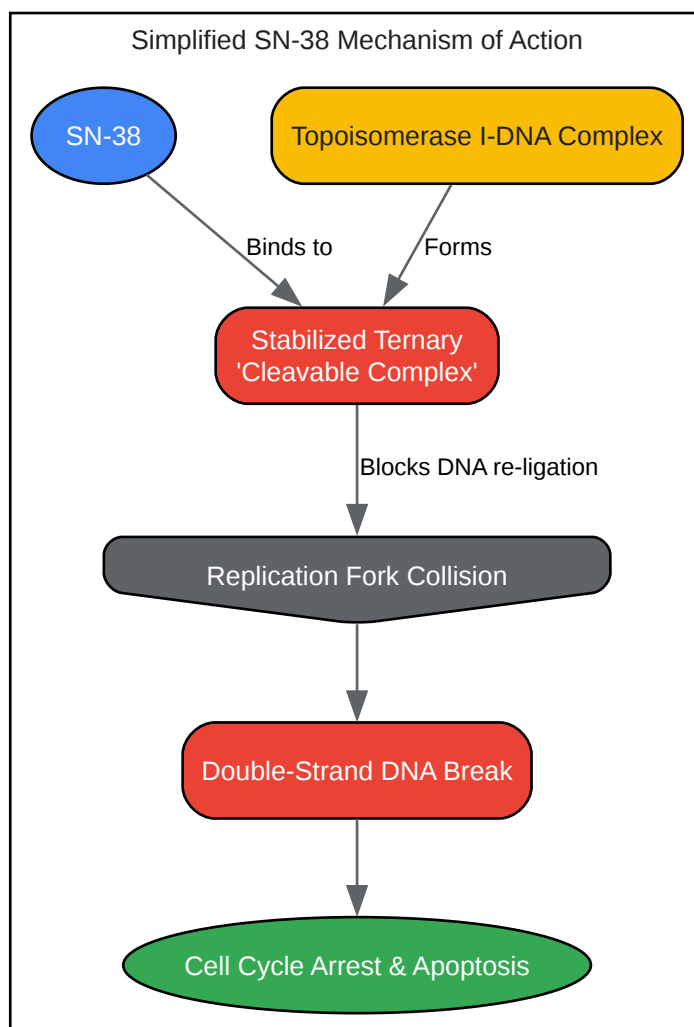 Simplified SN-38 Mechanism of Action
SN-38
Topoisomerase I-DNA Complex
Binds to
Forms
Stabilized Ternary
'Cleavable Complex'
Blocks DNA re-ligation
Replication Fork Collision
Double-Strand DNA Break
Cell Cycle Arrest & Apoptosis